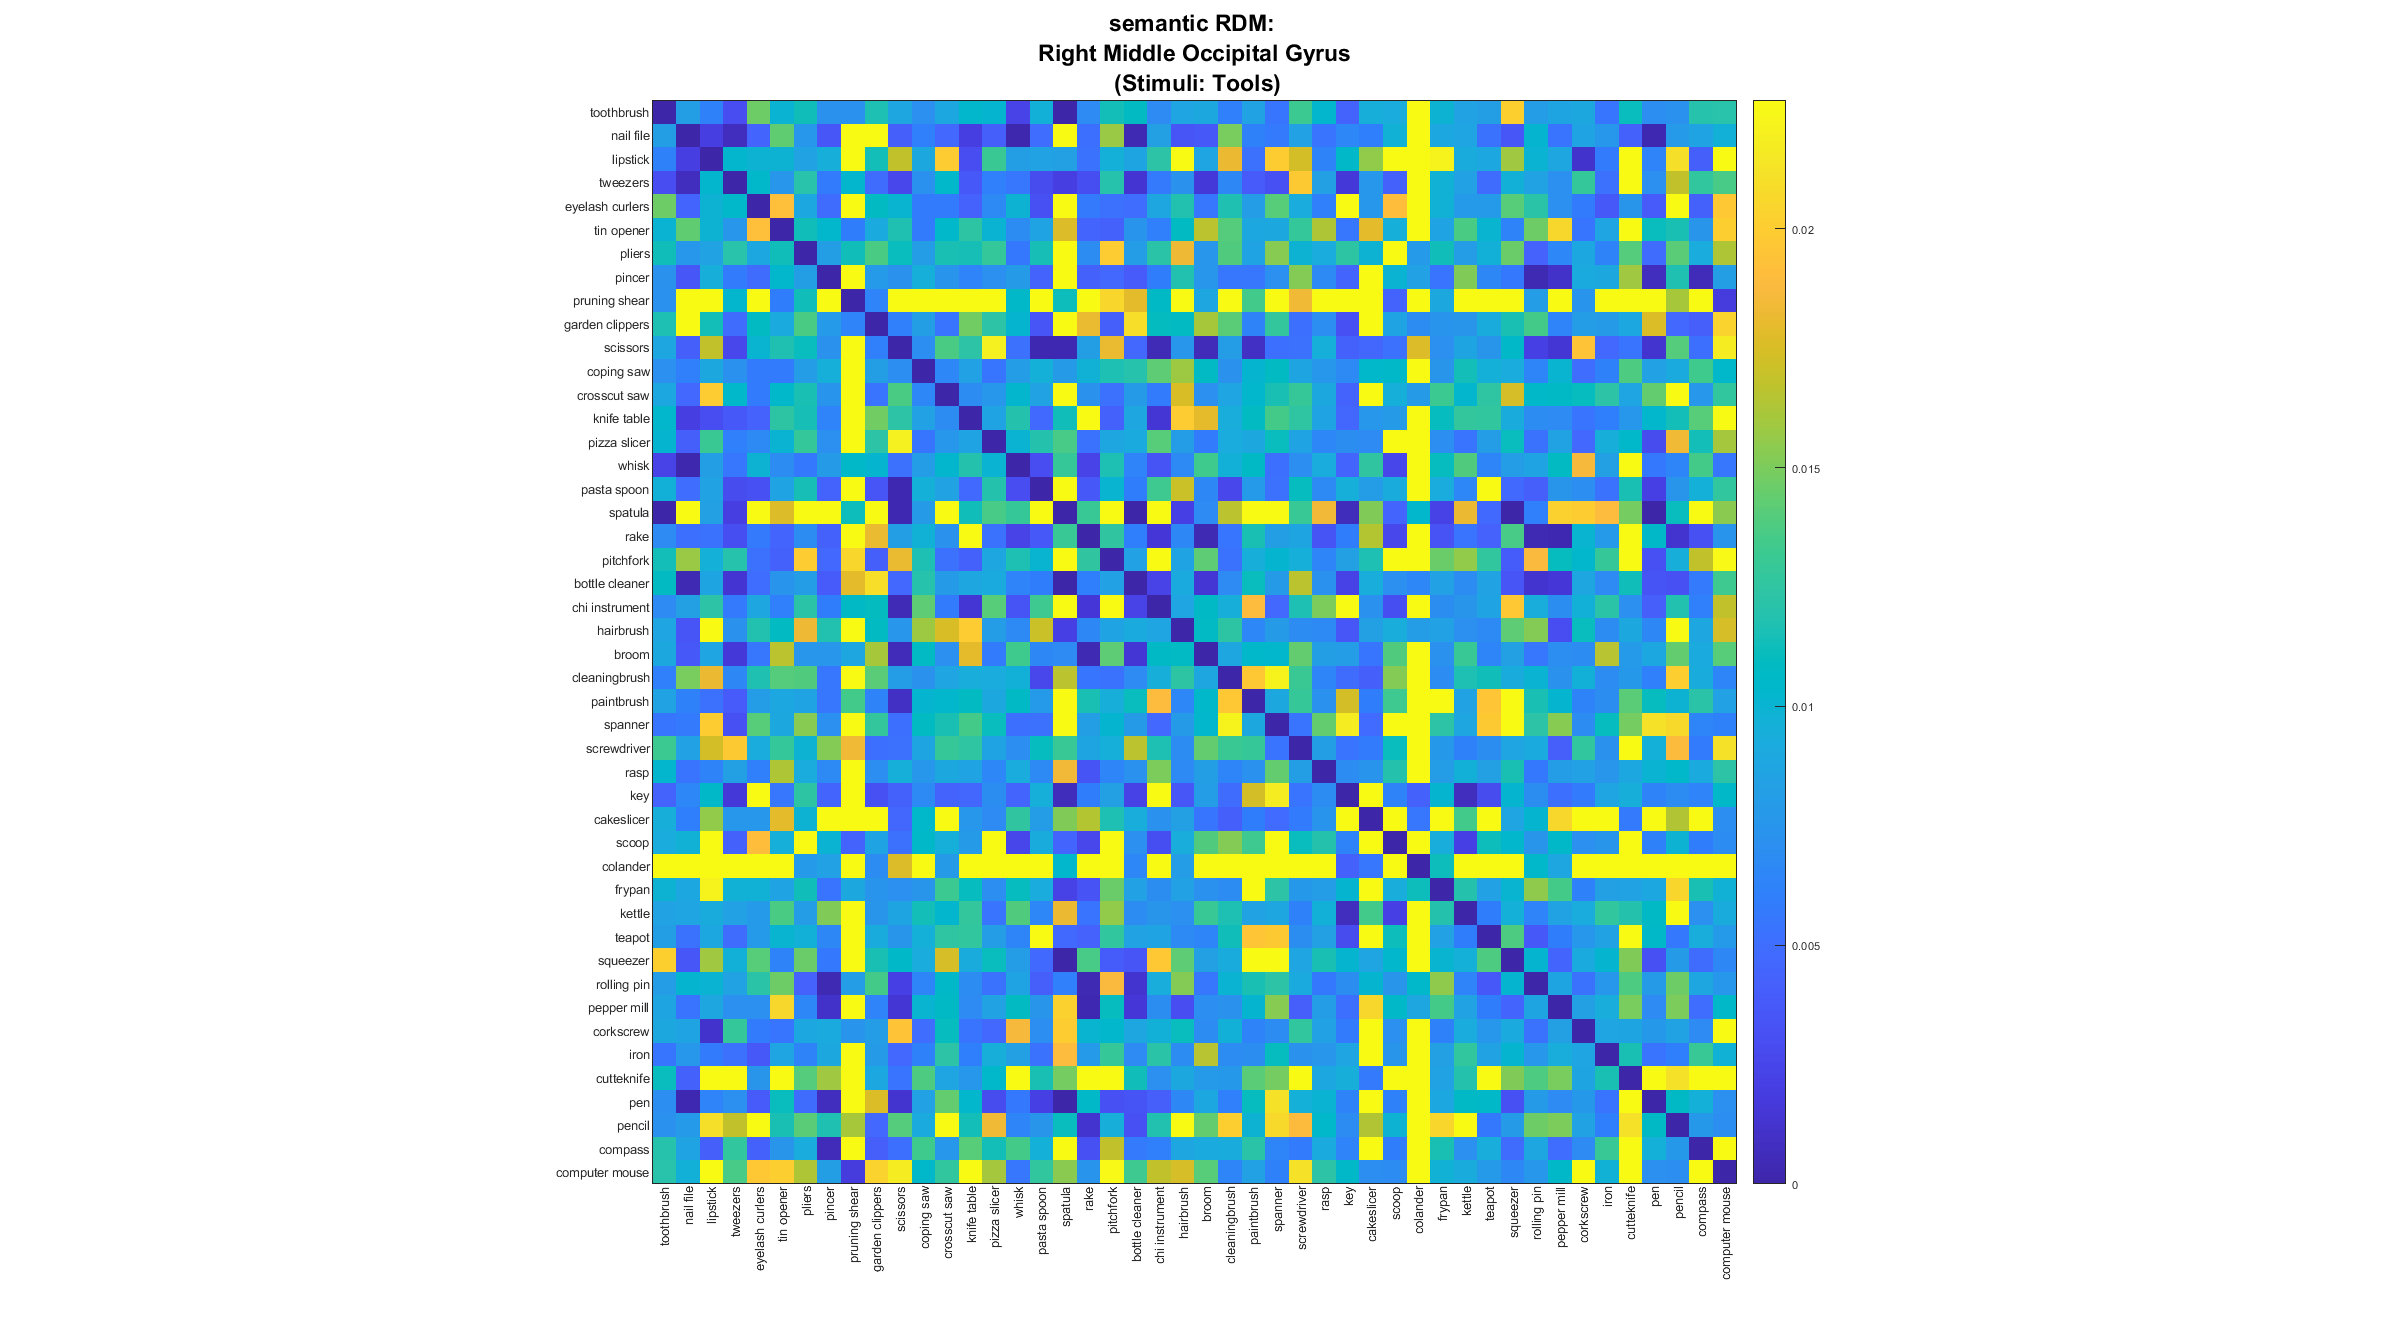 semantic RDM:
Right Middle Occipital Gyrus
(Stimuli: Tools)
toothbrush
nail file
lipstick
tweezers
eyelash curlers
tin opener
pliers
pincer
pruning shear
garden clippers
scissors
coping saw
crosscut saw
knife table
pizza slicer
whisk
pasta spoon
spatula
rake
pitchfork
bottle cleaner
chi instrument
hairbrush
broom
cleaningbrush
paintbrush
spanner
screwdriver
rasp
key
cakeslicer
scoop
colander
frypan
kettle
teapot
squeezer
rolling pin
pepper mill
corkscrew
iron
cutteknife
pen
pencil
compass
computer mouse
toothbrush
nail file
lipstick
tweezers
eyelash curlers
tin opener
pliers
pincer
pruning shear
garden clippers
scissors
coping saw
crosscut saw
knife table
pizza slicer
whisk
pasta spoon
spatula
rake
pitchfork
bottle cleaner
chi instrument
hairbrush
broom
cleaningbrush
paintbrush
spanner
screwdriver
rasp
key
cakeslicer
scoop
colander
frypan
kettle
teapot
squeezer
rolling pin
pepper mill
corkscrew
iron
cutteknife
pen
pencil
compass
computer mouse
0.02
0.015
0.01
0.005
0